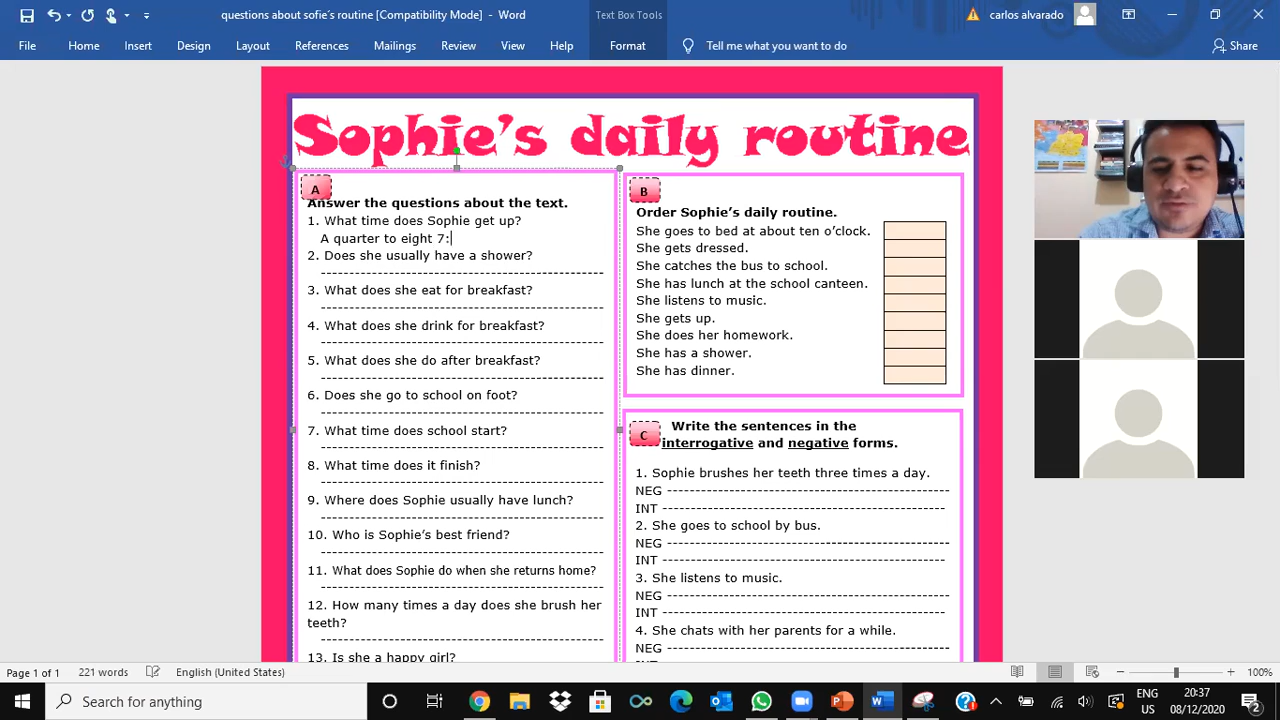 questions about sofie's routine [Compatibility Mode] - Word
Text Box Tools
carlos alvarado
File
Home
Insert
Design
Layout
References
Mailings
Review
View
Help
Format
Tell me what you want to do
Share
Sophie's daily routine
A
Answer the questions about the text.
1. What time does Sophie get up?
A quarter to eight 7:
2. Does she usually have a shower?
3. What does she eat for breakfast?
4. What does she drink for breakfast?
5. What does she do after breakfast?
6. Does she go to school on foot?
7. What time does school start?
8. What time does it finish?
9. Where does Sophie usually have lunch?
10. Who is Sophie's best friend?
11. What does Sophie do when she returns home?
12. How many times a day does she brush her
teeth?
13. Is she a happy girl?
B
Order Sophie's daily routine.
She goes to bed at about ten o'clock.
She gets dressed.
She catches the bus to school.
She has lunch at the school canteen.
She listens to music.
She gets up.
She does her homework.
She has a shower.
She has dinner.
C
Write the sentences in the
interrogative and negative forms.
1. Sophie brushes her teeth three times a day.
NEG
INT
2. She goes to school by bus.
NEG
INT
3. She listens to music.
NEG
INT
4. She chats with her parents for a while.
NEG
Page 1 of 1
221 words
English (United States)
100%
Search for anything
ENG
US
20:37
08/12/2020
2